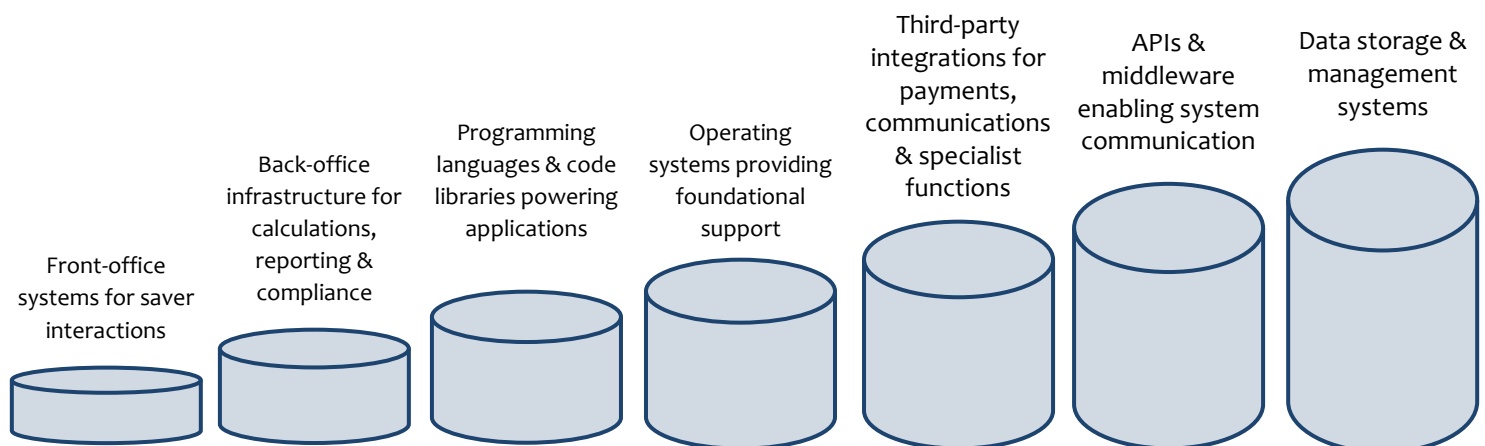 Front-office
systems for saver
interactions
Back-office
infrastructure for
calculations,
reporting &
compliance
Programming
languages & code
libraries powering
applications
Operating
systems providing
foundational
support
Third-party
integrations for
payments,
communications
& specialist
functions
APIs &
middleware
enabling system
communication
Data storage &
management
systems